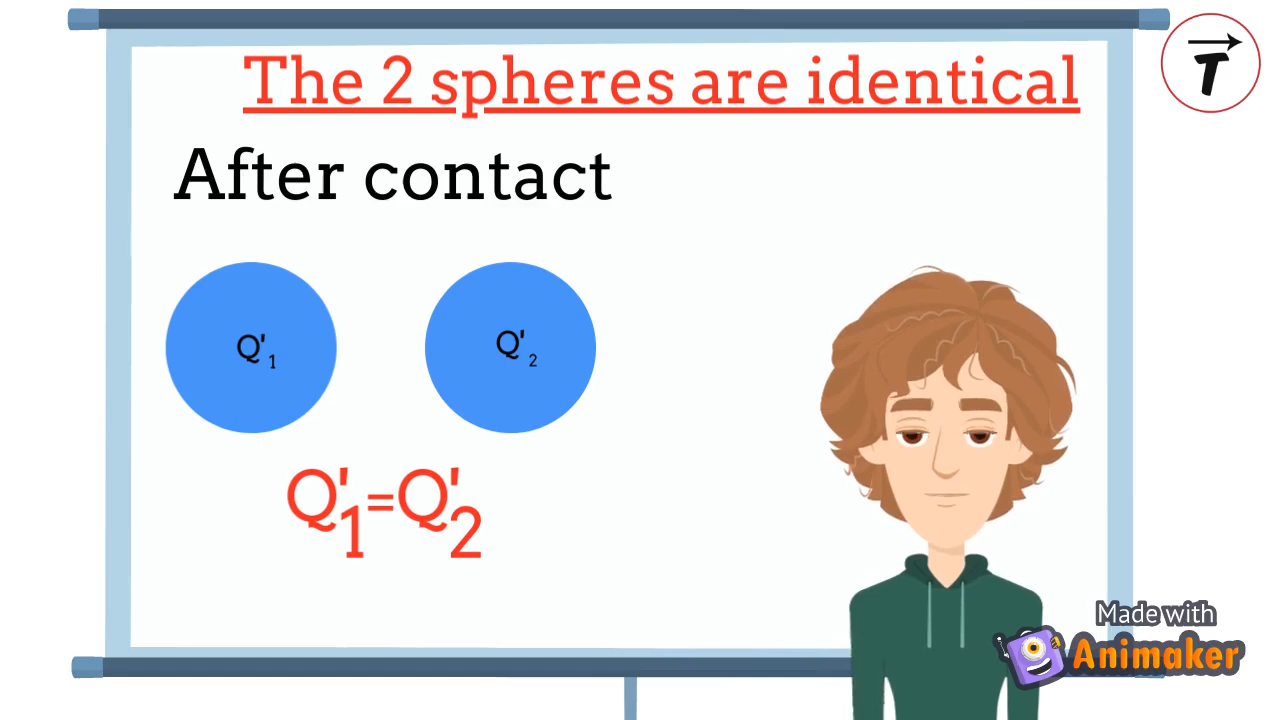 The 2 spheres are identical
After contact
Q'₁
Q'₂
Q'₁=Q'₂
T
Made with
Animaker